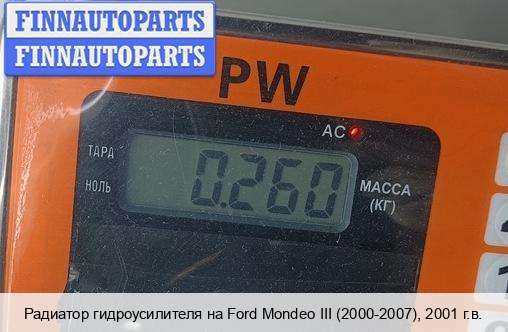 FINNAUTOPARTS
FINNAUTOPARTS
PW
AC
ТАРА
НОЛЬ
0.260
МАССА
(КГ)
Радиатор гидроусилителя на Ford Mondeo III (2000-2007), 2001 г.в.